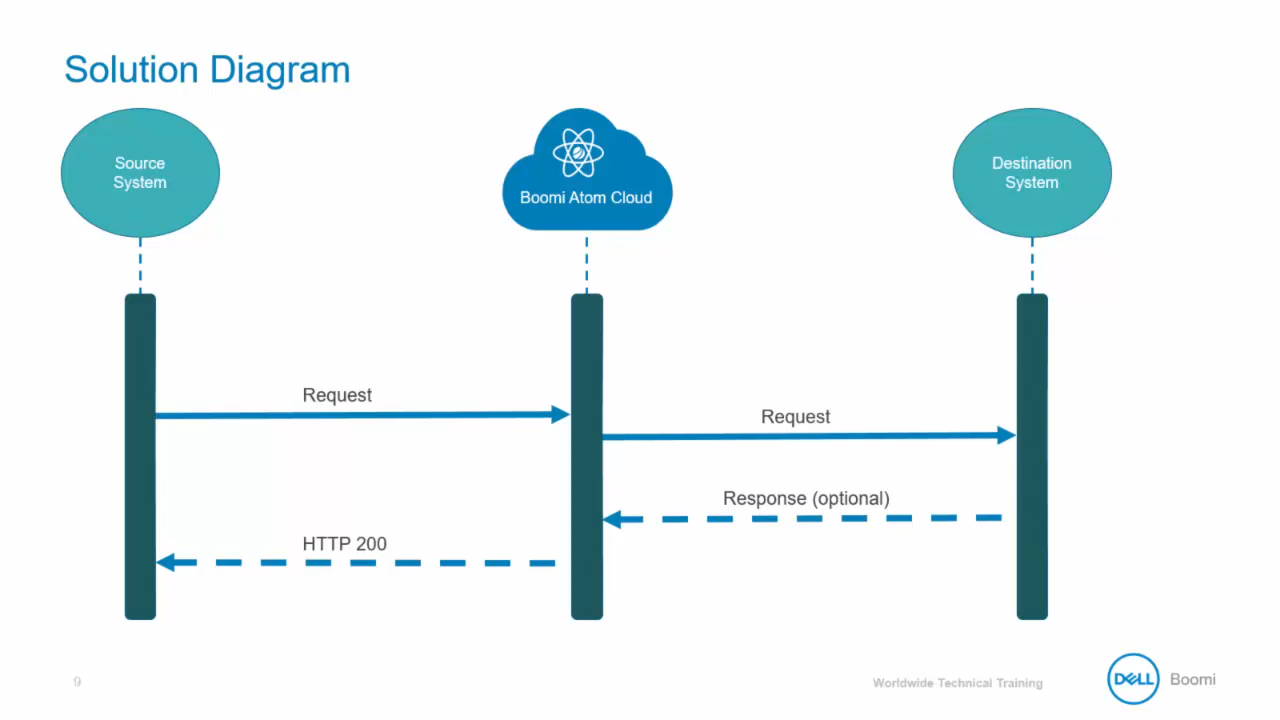 Solution Diagram
Source
System
Boomi Atom Cloud
Destination
System
Request
Request
Response (optional)
HTTP 200
9
Worldwide Technical Training
DELL
Boomi